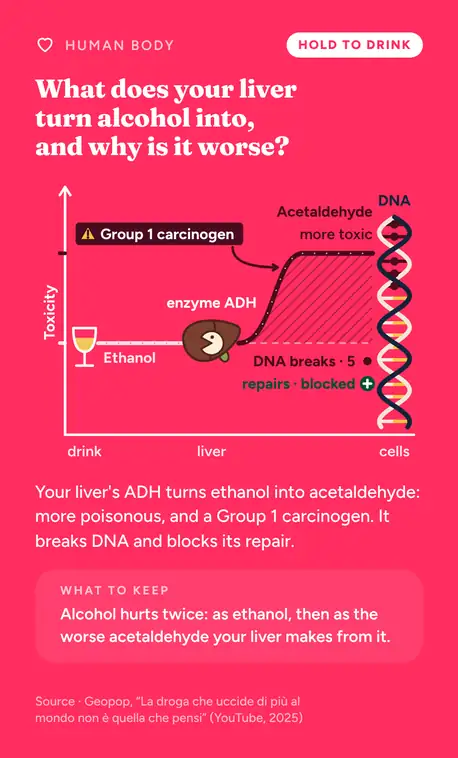 HUMAN BODY
HOLD TO DRINK
What does your liver
turn alcohol into,
and why is it worse?
DNA
Acetaldehyde
more toxic
Group 1 carcinogen
Toxicity
enzyme ADH
Ethanol
DNA breaks · 5
repairs · blocked
drink
liver
cells
Your liver's ADH turns ethanol into acetaldehyde:
more poisonous, and a Group 1 carcinogen. It
breaks DNA and blocks its repair.
WHAT TO KEEP
Alcohol hurts twice: as ethanol, then as the
worse acetaldehyde your liver makes from it.
Source · Geopop, “La droga che uccide di più al
mondo non è quella che pensi” (YouTube, 2025)